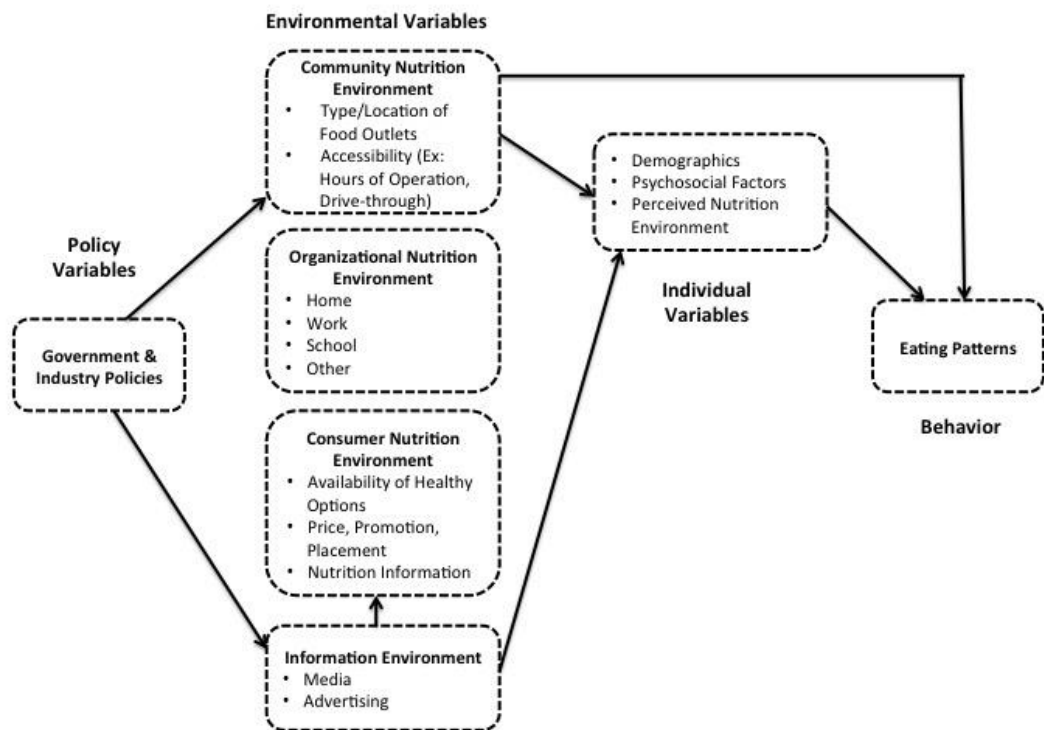 Environmental Variables
Community Nutrition
Environment
• Type/Location of
Food Outlets
• Accessibility (Ex:
Hours of Operation,
Drive-through)
• Demographics
• Psychosocial Factors
• Perceived Nutrition
Environment
Policy
Variables
Organizational Nutrition
Environment
• Home
• Work
• School
• Other
Individual
Variables
Government &
Industry Policies
Eating Patterns
Behavior
Consumer Nutrition
Environment
• Availability of Healthy
Options
• Price, Promotion,
Placement
• Nutrition Information
Information Environment
• Media
• Advertising